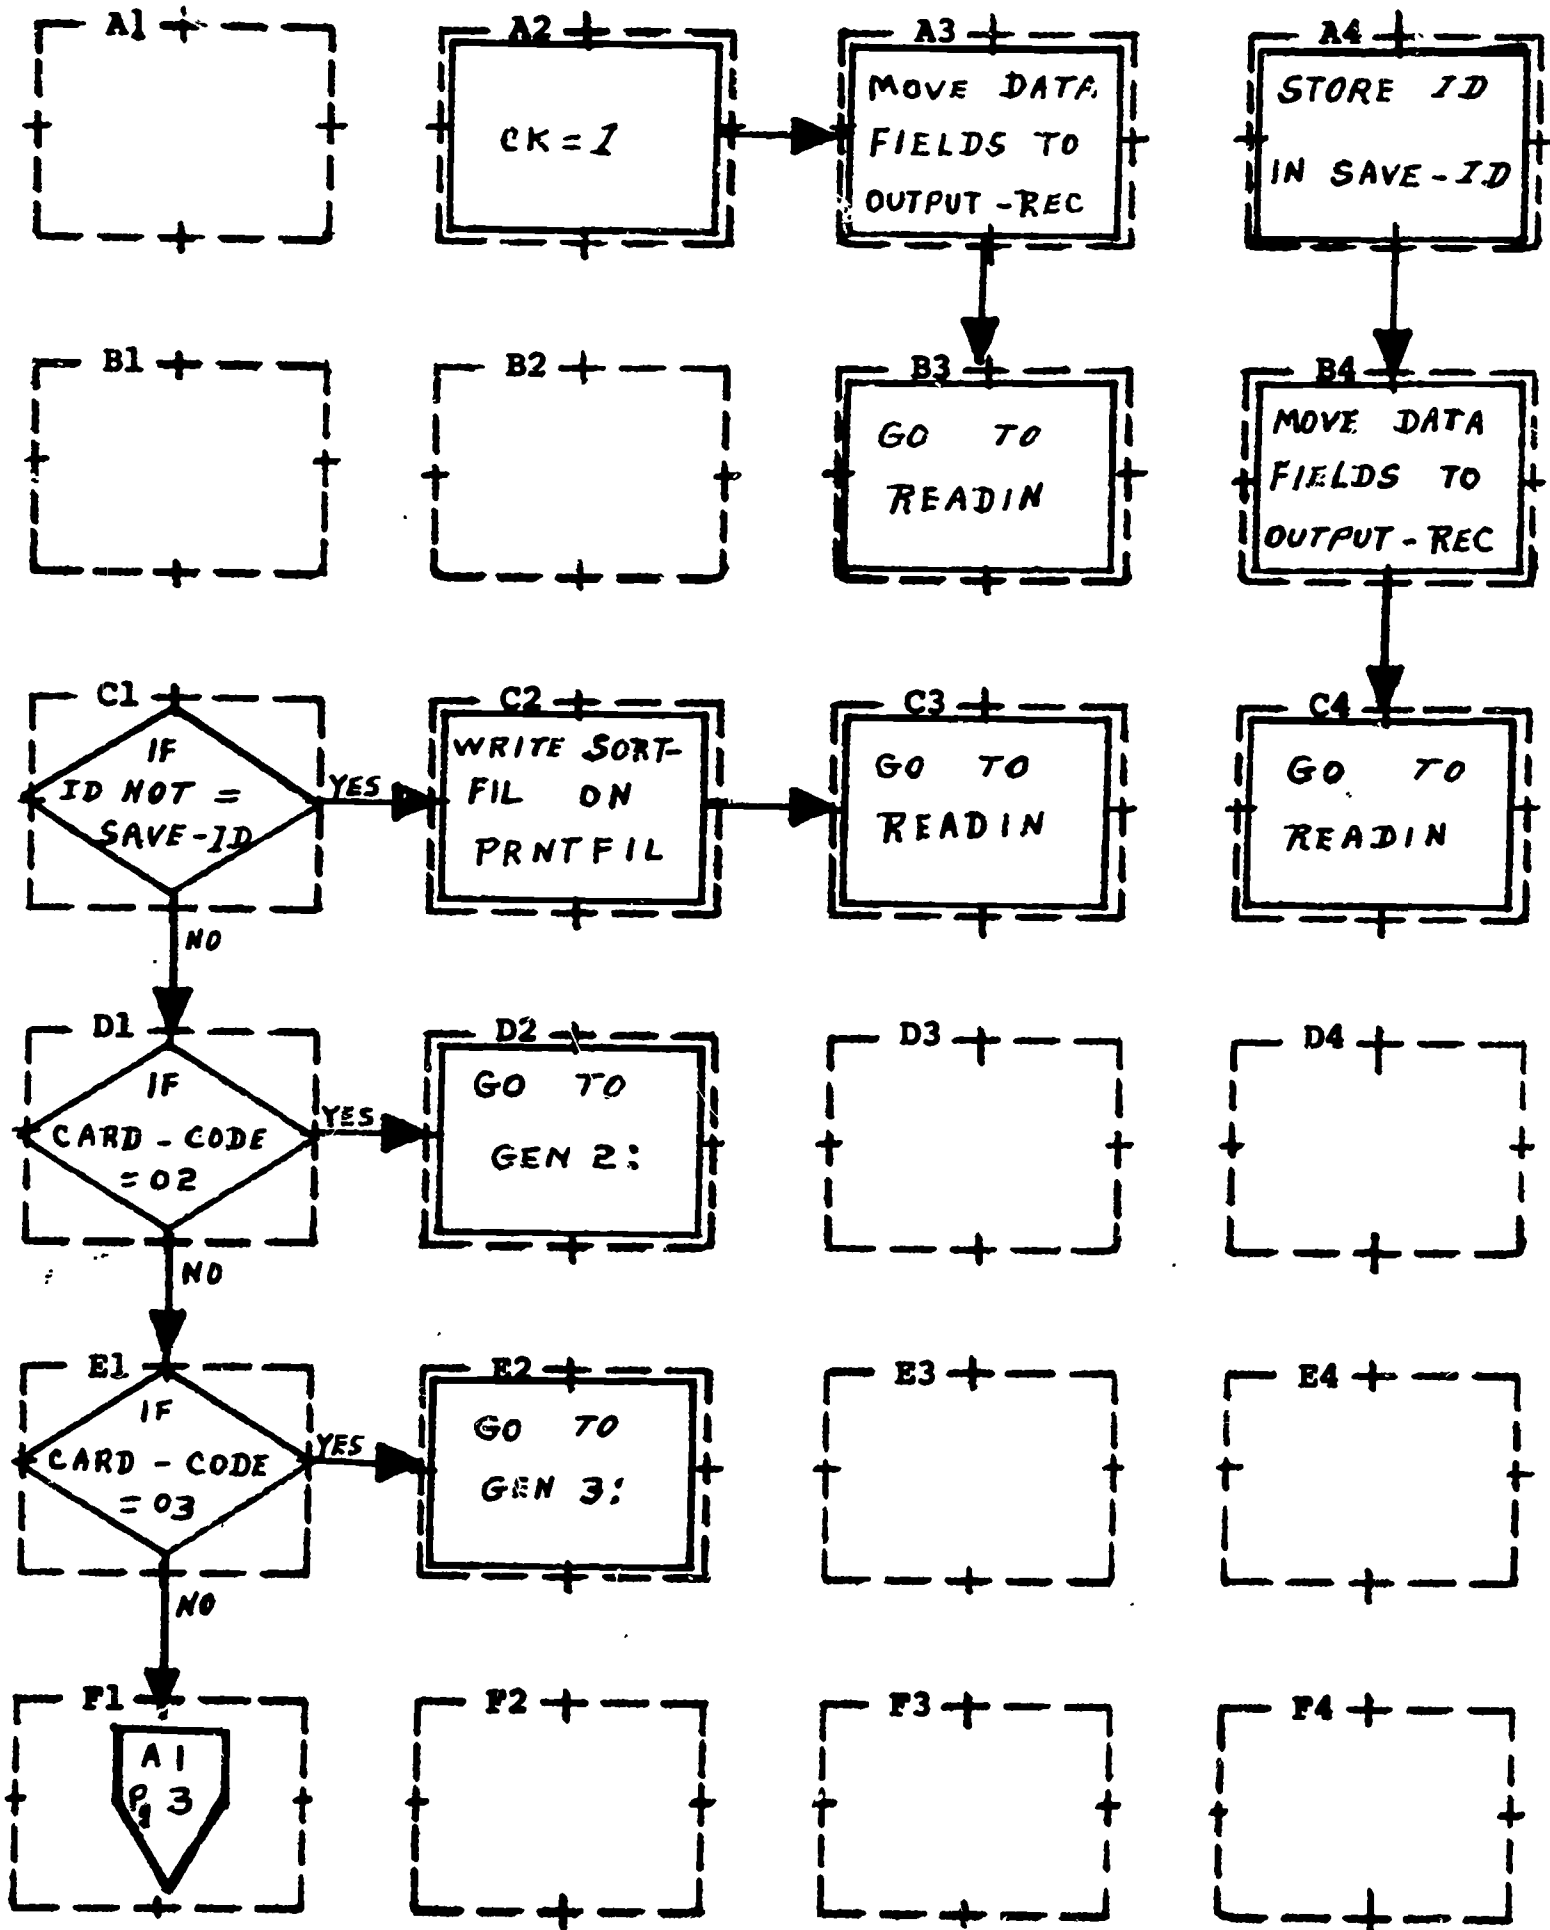 A1
A2
CK = 1
A3
MOVE DATA
FIELDS TO
OUTPUT - REC
A4
STORE ID
IN SAVE - ID
B1
B2
B3
GO TO
READIN
B4
MOVE DATA
FIELDS TO
OUTPUT - REC
C1
IF
ID NOT =
SAVE - ID
YES
NO
C2
WRITE SORT-
FIL ON
PRNTFIL
C3
GO TO
READIN
C4
GO TO
READIN
D1
IF
CARD - CODE
= 02
YES
NO
D2
GO TO
GEN 2:
D3
D4
E1
IF
CARD - CODE
= 03
YES
NO
E2
GO TO
GEN 3:
E3
E4
F1
A 1
Pg 3
F2
F3
F4